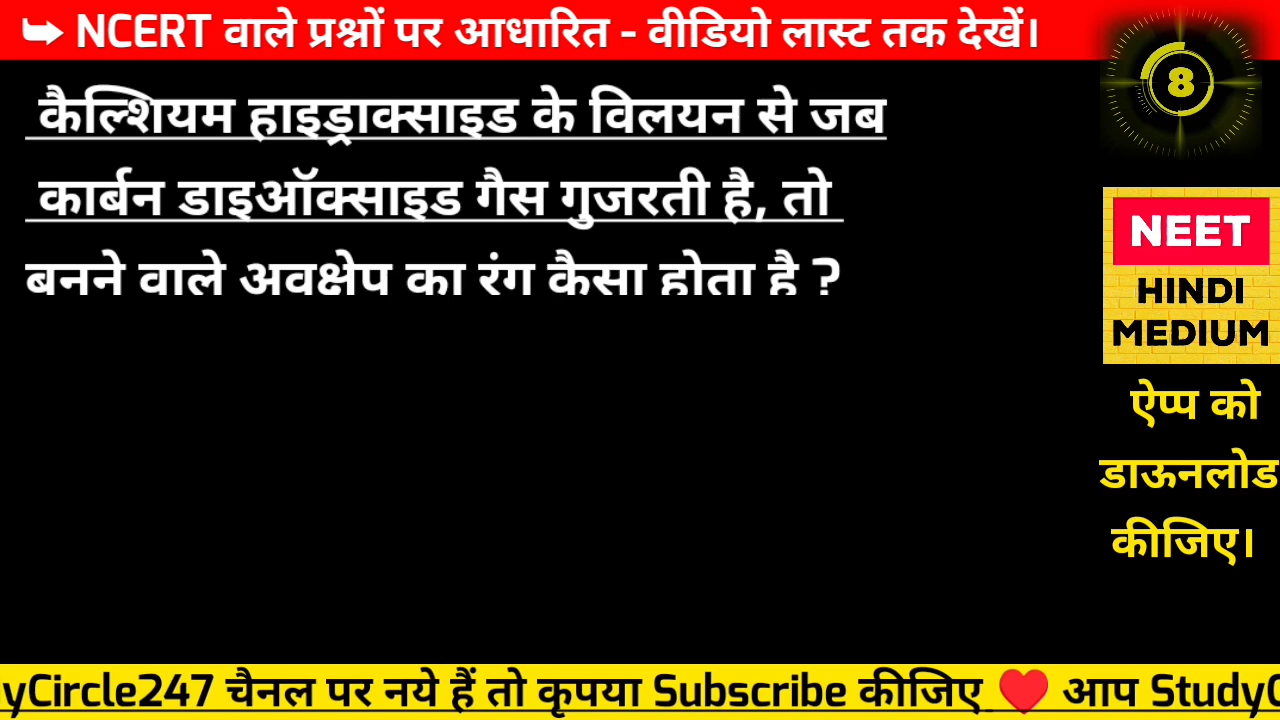 ➥ NCERT वाले प्रश्नों पर आधारित - वीडियो लास्ट तक देखें।
8
कैल्शियम हाइड्राक्साइड के विलयन से जब
कार्बन डाइऑक्साइड गैस गुजरती है, तो
बनने वाले अवक्षेप का रंग कैसा होता है ?
NEET
HINDI
MEDIUM
ऐप्प को
डाऊनलोड
कीजिए।
yCircle247 चैनल पर नये हैं तो कृपया Subscribe कीजिए ❤️ आप StudyC